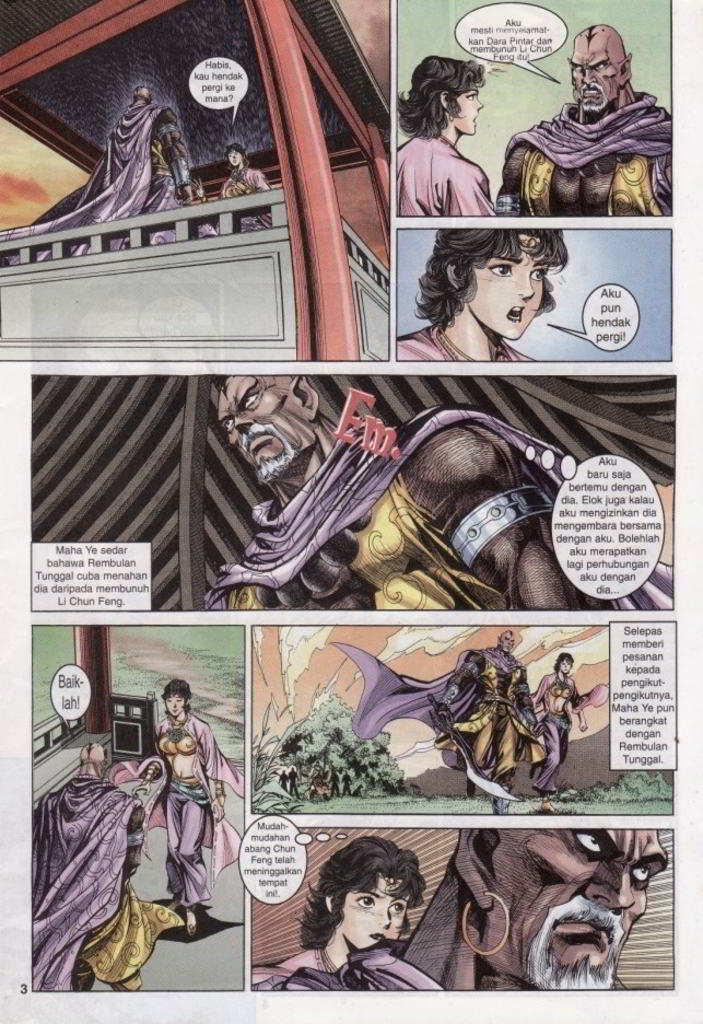 Habis,
kau hendak
pergi ke
mana?
Aku
mesti menyelamat-
kan Dara Pintar dan
membunuh Li Chun
Feng itu!
Aku
pun
hendak
pergi!
Em.
Aku
baru saja
bertemu dengan
dia. Elok juga kalau
aku mengizinkan dia
mengembara bersama
dengan aku. Bolehlah
aku merapatkan
lagi perhubungan
aku dengan
dia...
Maha Ye sedar
bahawa Rembulan
Tunggal cuba menahan
dia daripada membunuh
Li Chun Feng.
Baik-
lah!
Selepas
memberi
pesanan
kepada
pengikut-
pengikutnya,
Maha Ye pun
berangkat
dengan
Rembulan
Tunggal.
Mudah-
mudahan
abang Chun
Feng telah
meninggalkan
tempat
ini!.
3